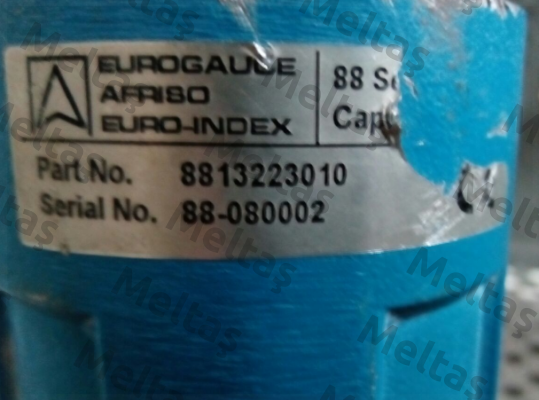 EUROGAUGE
AFRISO
EURO-INDEX
88
Part No. 8813223010
Serial No. 88-080002
Meltaş